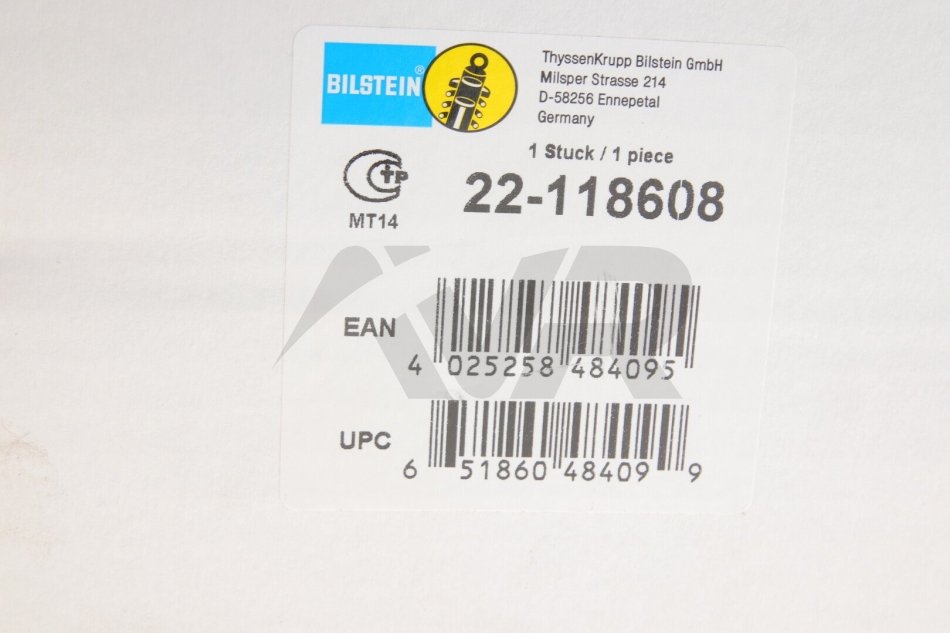 BILSTEIN®
ThyssenKrupp Bilstein GmbH
Milsper Strasse 214
D-58256 Ennepetal
Germany
1 Stuck / 1 piece
22-118608
MT14
EAN
4 025258 484095
UPC
6 51860 48409 9